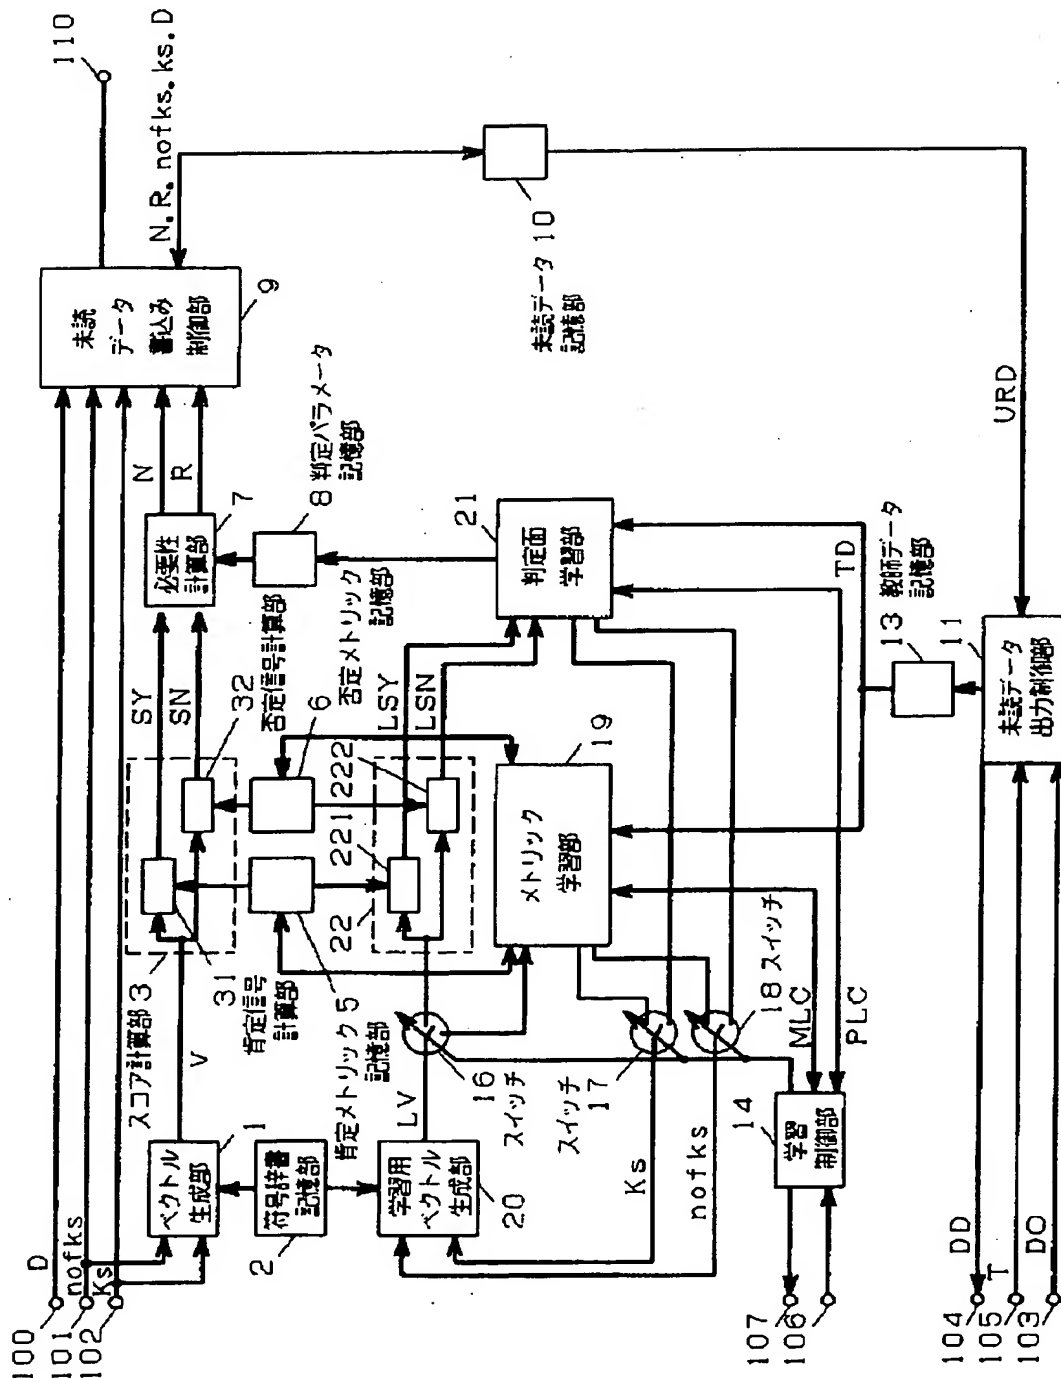 100
101
102
D
nofks
Ks
ベクトル
生成部
1
符号辞書
記憶部
2
学習用
ベクトル
生成部
20
V
LV
スコア計算部 3
31
肯定信号
計算部
肯定メトリック 5
記憶部
22
221
222
16
スイッチ
スイッチ
17
18 スイッチ
Ks
nofks
SY
SN
32
否定信号計算部
6
否定メトリック
記憶部
LSY
LSN
19
メトリック
学習部
MLC
PLC
14
学習
制御部
107
106
必要性
計算部
7
N
R
8 判定パラメータ
記憶部
21
判定面
学習部
TD
13 教師データ
記憶部
11
未読データ
出力制御部
未読
データ
書込み
制御部
9
110
N.R.nofks.ks.D
未読データ 10
記憶部
URD
104
105
103
DD
T
DO